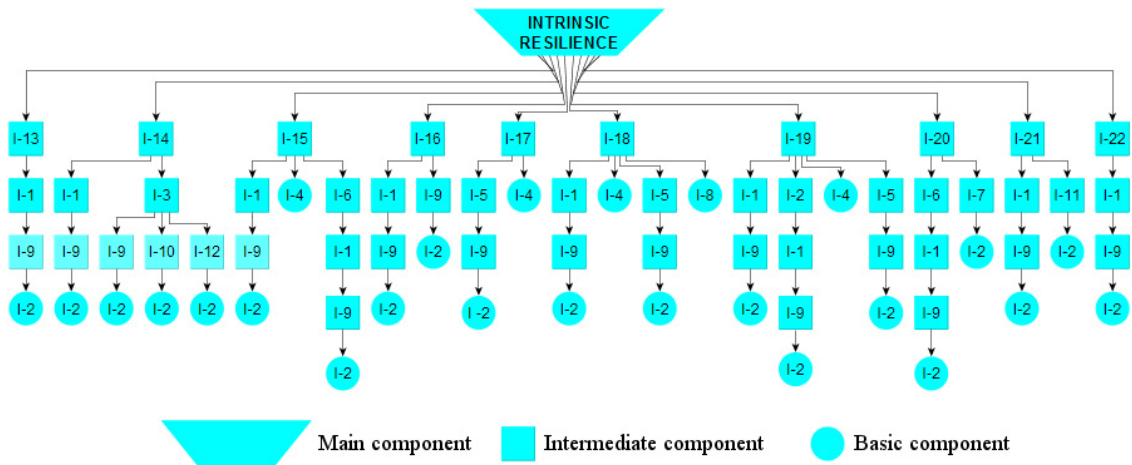 INTRINSIC
RESILIENCE
I-13 I-14 I-15 I-16 I-17 I-18 I-19 I-20 I-21 I-22
I-1 I-1 I-3 I-1 I-4 I-6 I-1 I-9 I-5 I-4 I-1 I-4 I-5 I-8 I-1 I-2 I-4 I-5 I-6 I-7 I-1 I-11 I-1
I-9 I-9 I-9 I-10 I-12 I-9 I-1 I-9 I-2 I-9 I-9 I-9 I-9 I-1 I-9 I-1 I-2 I-9 I-2 I-9
I-2 I-2 I-2 I-2 I-2 I-2 I-9 I-2 I -2 I-2 I-2 I-2 I-9 I-2 I-9 I-2 I-2
I-2 I-2 I-2
Main component Intermediate component Basic component